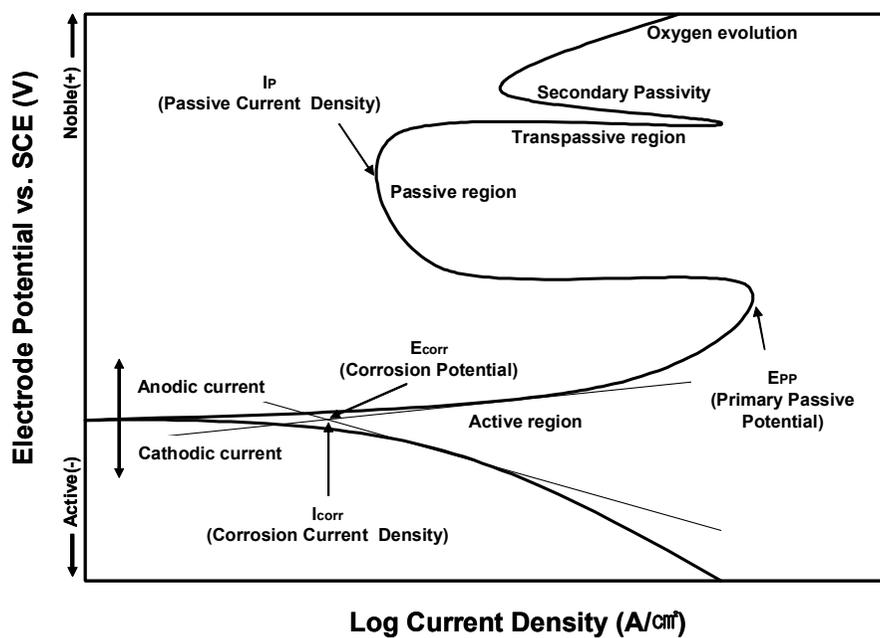 Oxygen evolution
IP
(Passive Current Density)
Secondary Passivity
Transpassive region
Passive region
Electrode Potential vs. SCE (V)
Noble(+)
Active(-)
Ecorr
(Corrosion Potential)
EPP
(Primary Passive
Potential)
Anodic current
Active region
Cathodic current
Icorr
(Corrosion Current Density)
Log Current Density (A/㎠)